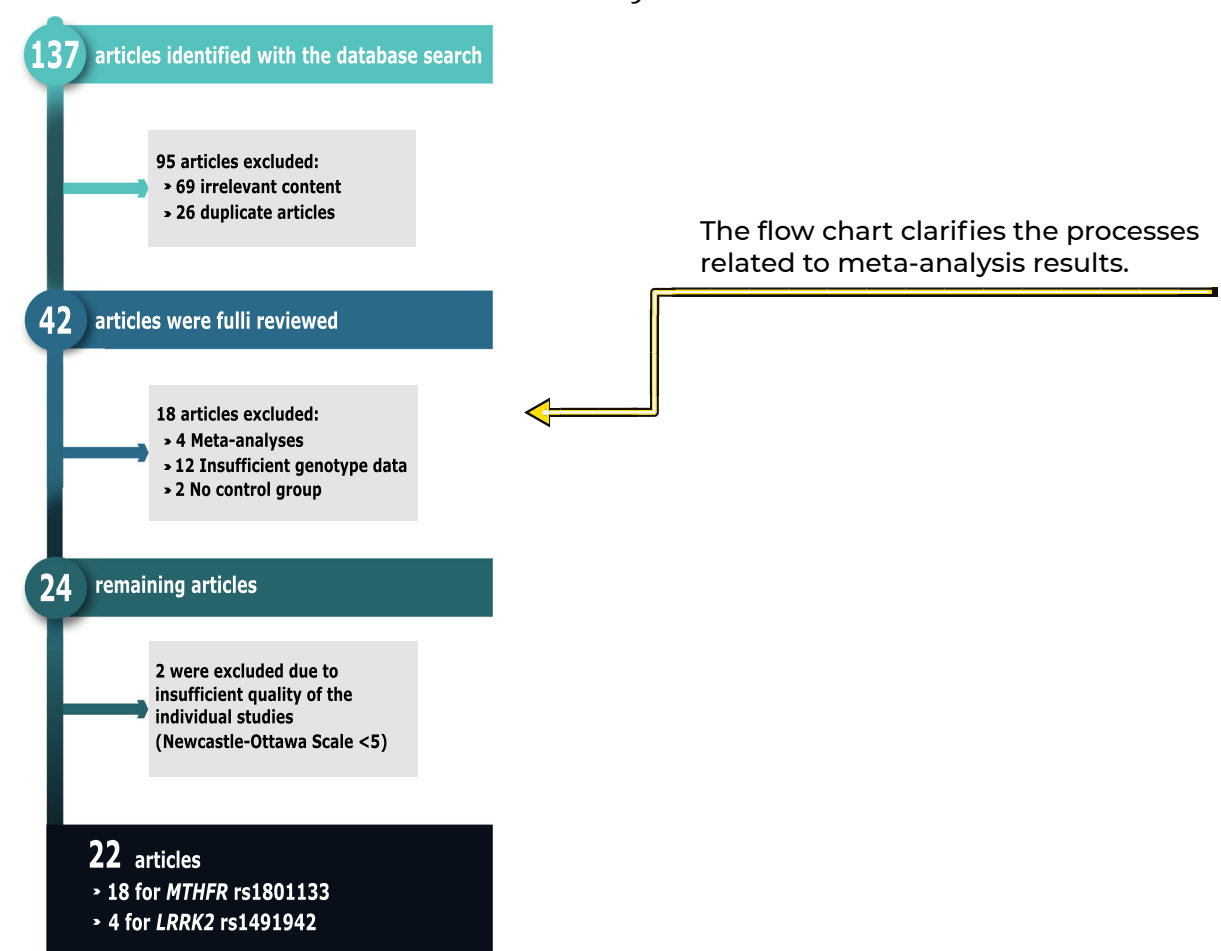 137 articles identified with the database search
95 articles excluded:
➤ 69 irrelevant content
➤ 26 duplicate articles
The flow chart clarifies the processes
related to meta-analysis results.
42 articles were fulli reviewed
18 articles excluded:
➤ 4 Meta-analyses
➤ 12 Insufficient genotype data
➤ 2 No control group
24 remaining articles
2 were excluded due to
insufficient quality of the
individual studies
(Newcastle-Ottawa Scale <5)
22 articles
➤ 18 for MTHFR rs1801133
➤ 4 for LRRK2 rs1491942